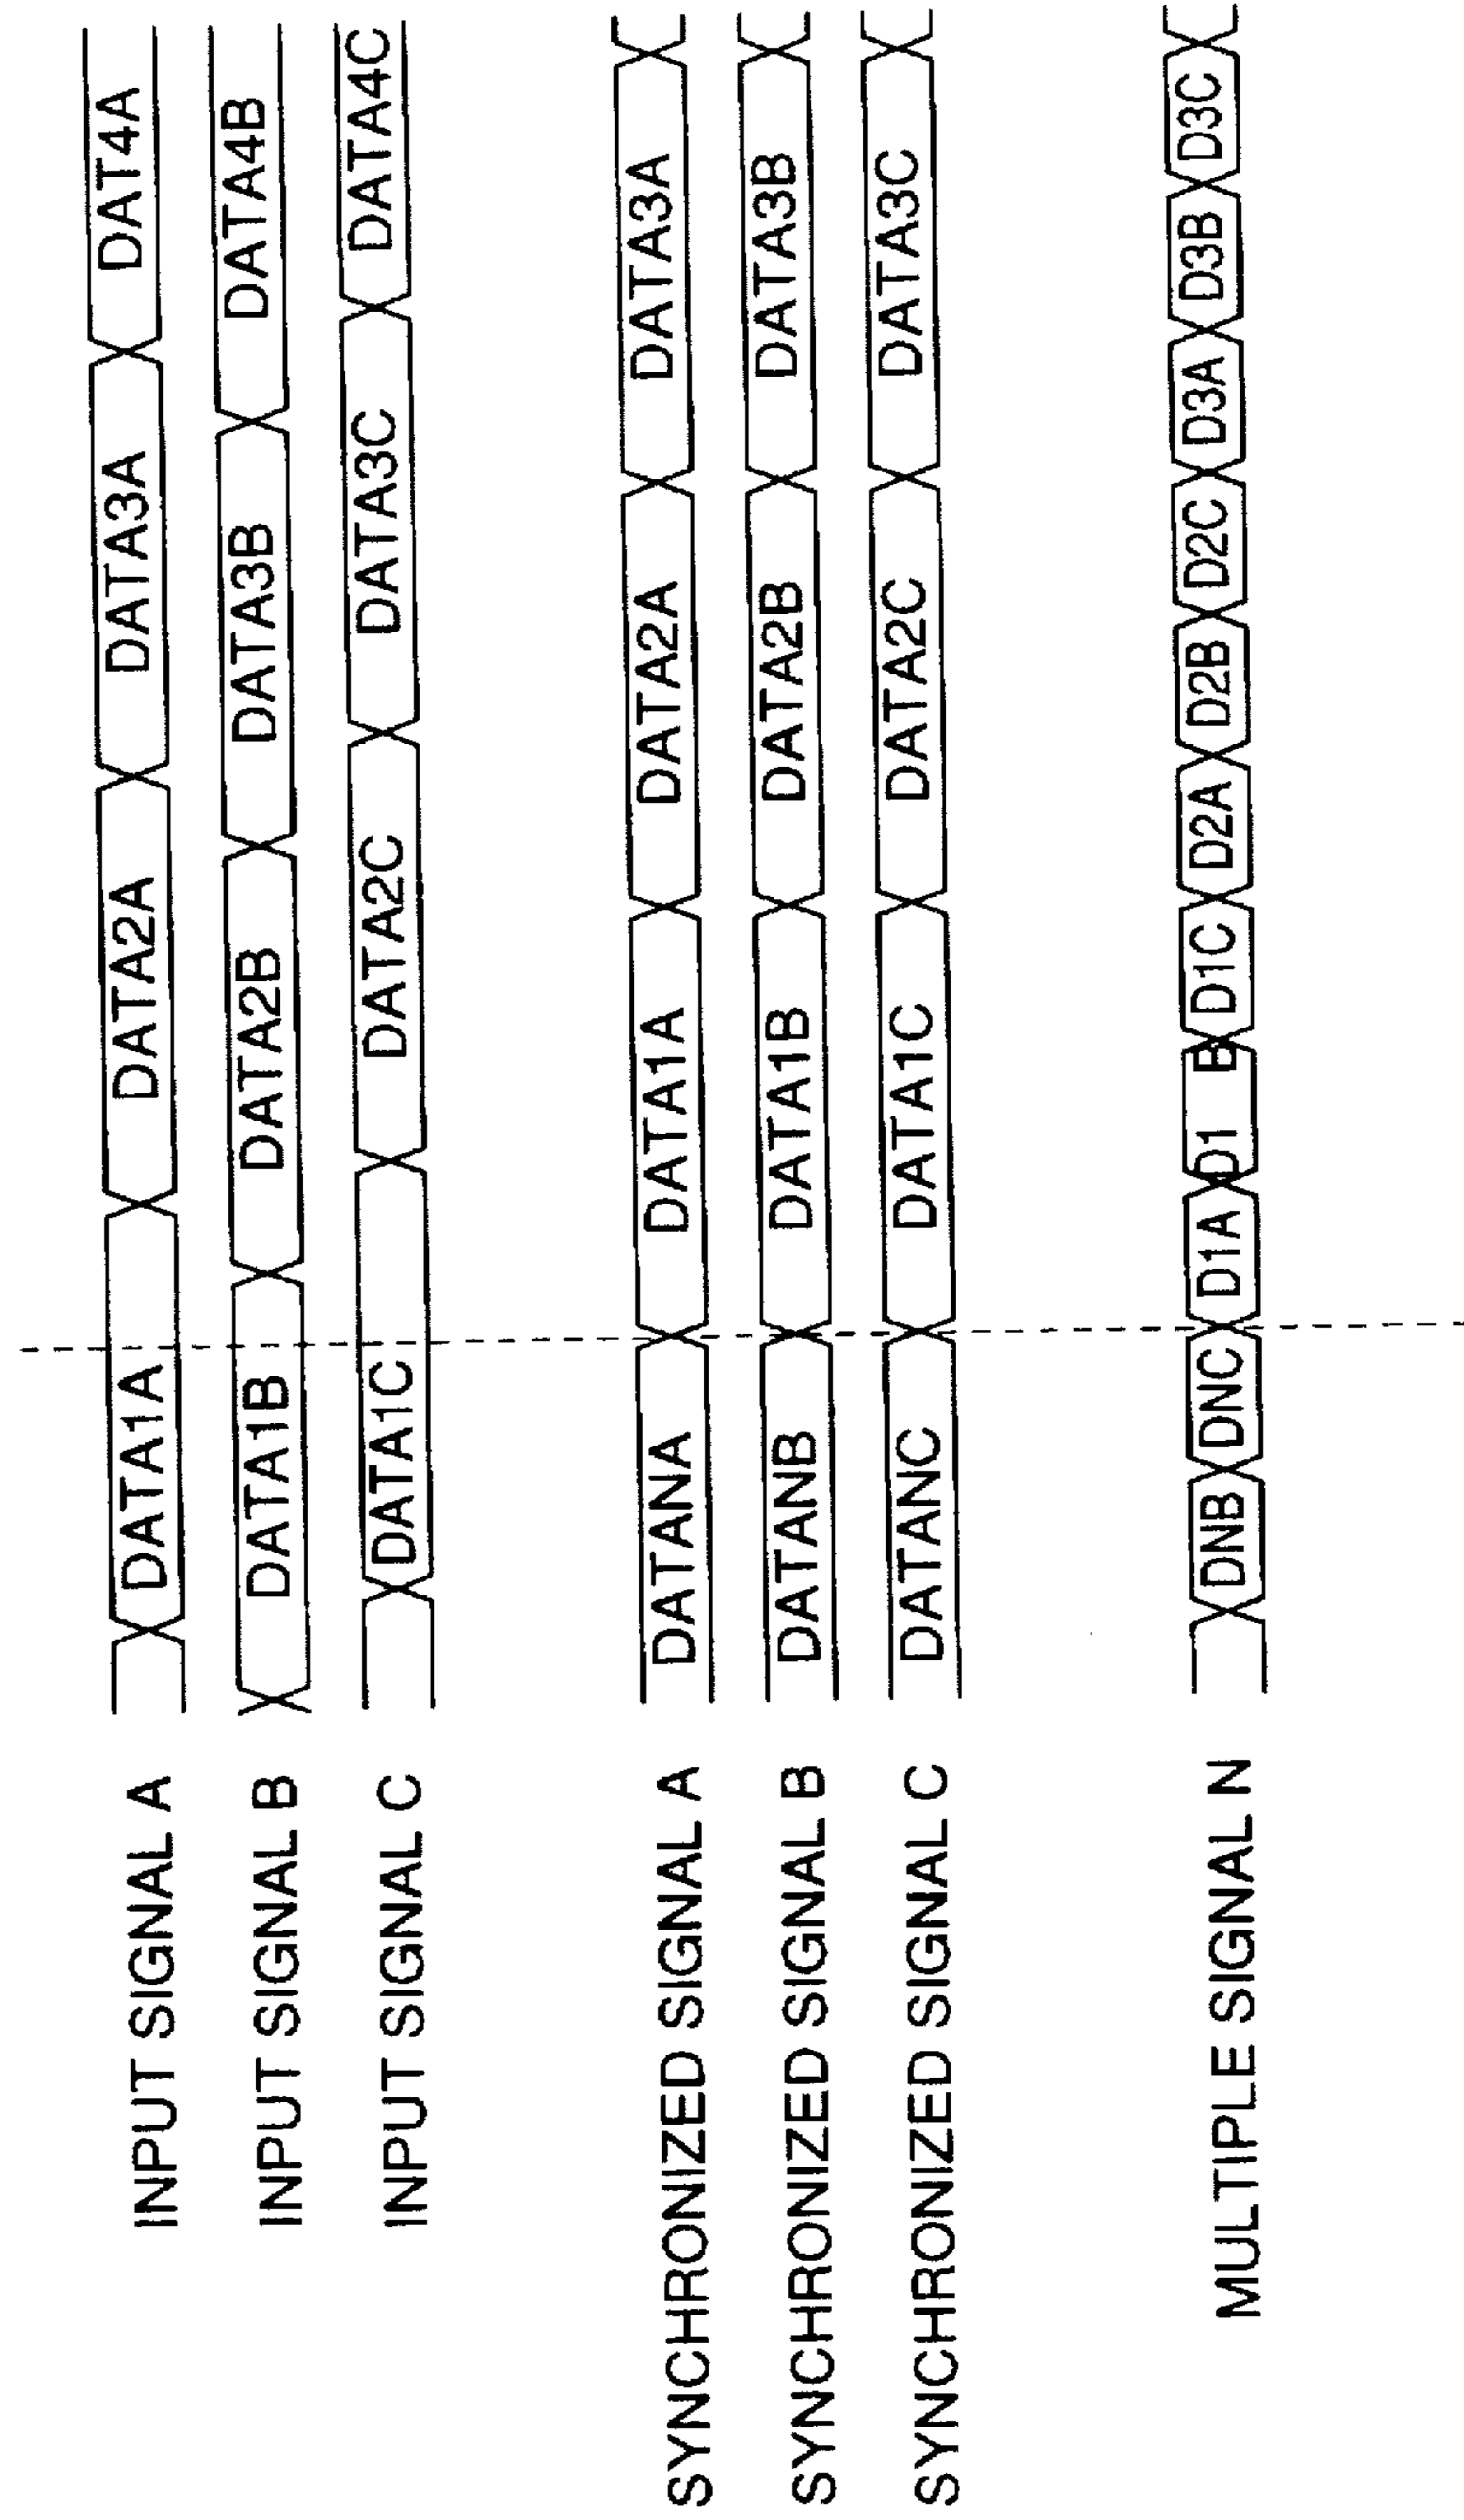 INPUT SIGNAL A DATA1A DATA2A DATA3A DAT4A
INPUT SIGNAL B DATA1B DATA2B DATA3B DATA4B
INPUT SIGNAL C DATA1C DATA2C DATA3C DATA4C
SYNCHRONIZED SIGNAL A DATANA DATA1A DATA2A DATA3A
SYNCHRONIZED SIGNAL B DATANB DATA1B DATA2B DATA3B
SYNCHRONIZED SIGNAL C DATANC DATA1C DATA2C DATA3C
MULTIPLE SIGNAL N DNB DNC D1A D1 B D1C D2A D2B D2C D3A D3B D3C